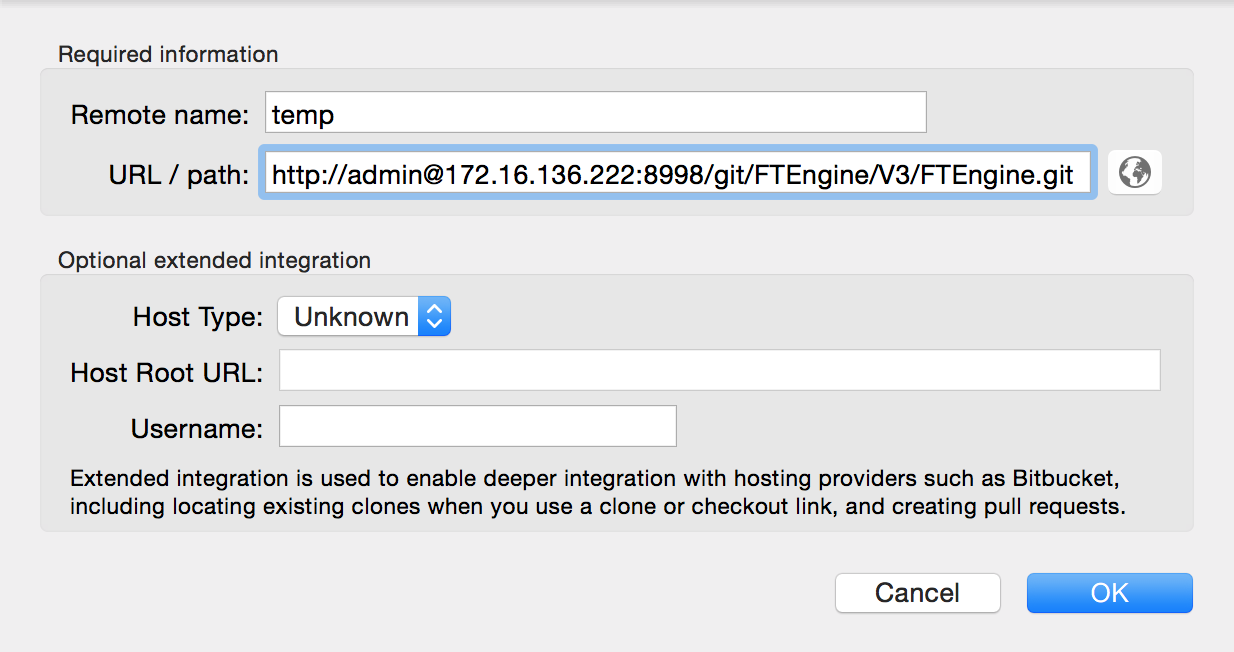 Required information
Remote name: temp
URL / path: http://admin@172.16.136.222:8998/git/FTEngine/V3/FTEngine.git
Optional extended integration
Host Type: Unknown
Host Root URL:
Username:
Extended integration is used to enable deeper integration with hosting providers such as Bitbucket,
including locating existing clones when you use a clone or checkout link, and creating pull requests.
Cancel OK